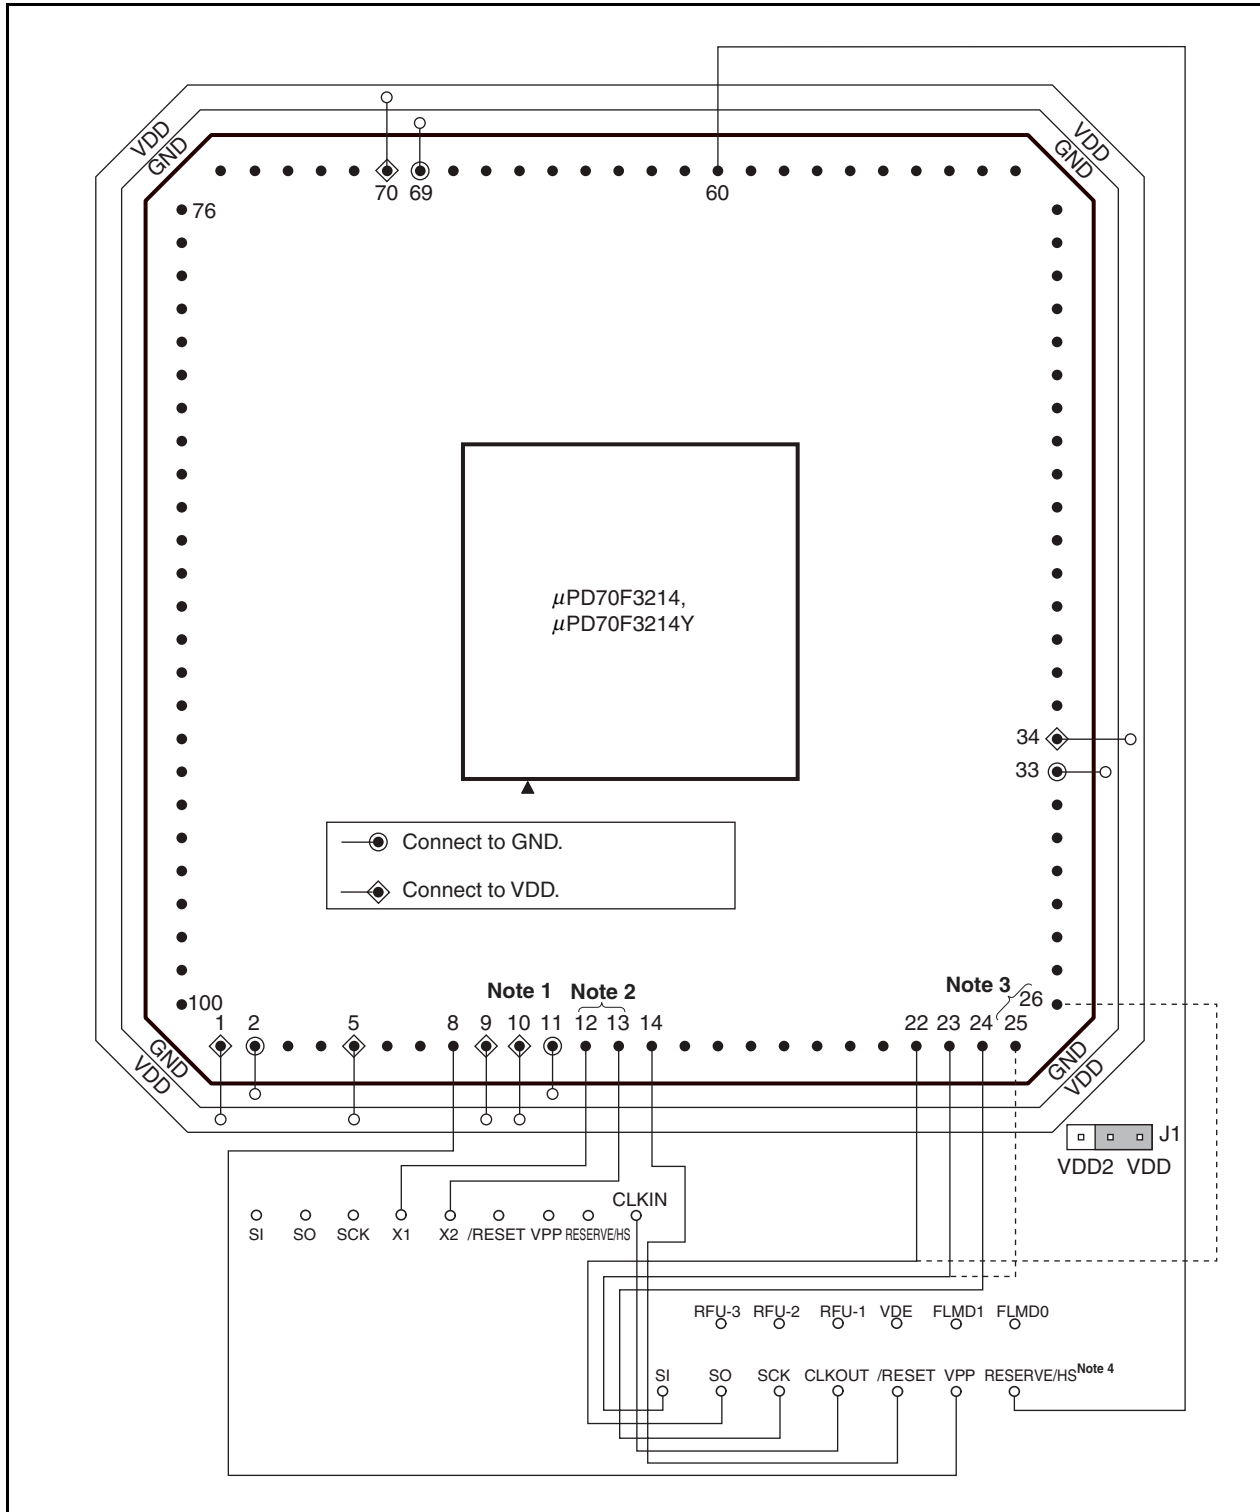 VDD
GND
VDD
GND
70 69 60
76
μPD70F3214,
μPD70F3214Y
34
33
Connect to GND.
Connect to VDD.
Note 1 Note 2 Note 3
100 26
1 2 5 8 9 10 11 12 13 14 22 23 24 25
GND
VDD
GND
VDD
J1
VDD2 VDD
CLKIN
SI SO SCK X1 X2 /RESET VPP RESERVE/HS
RFU-3 RFU-2 RFU-1 VDE FLMD1 FLMD0
SI SO SCK CLKOUT /RESET VPP RESERVE/HS Note 4